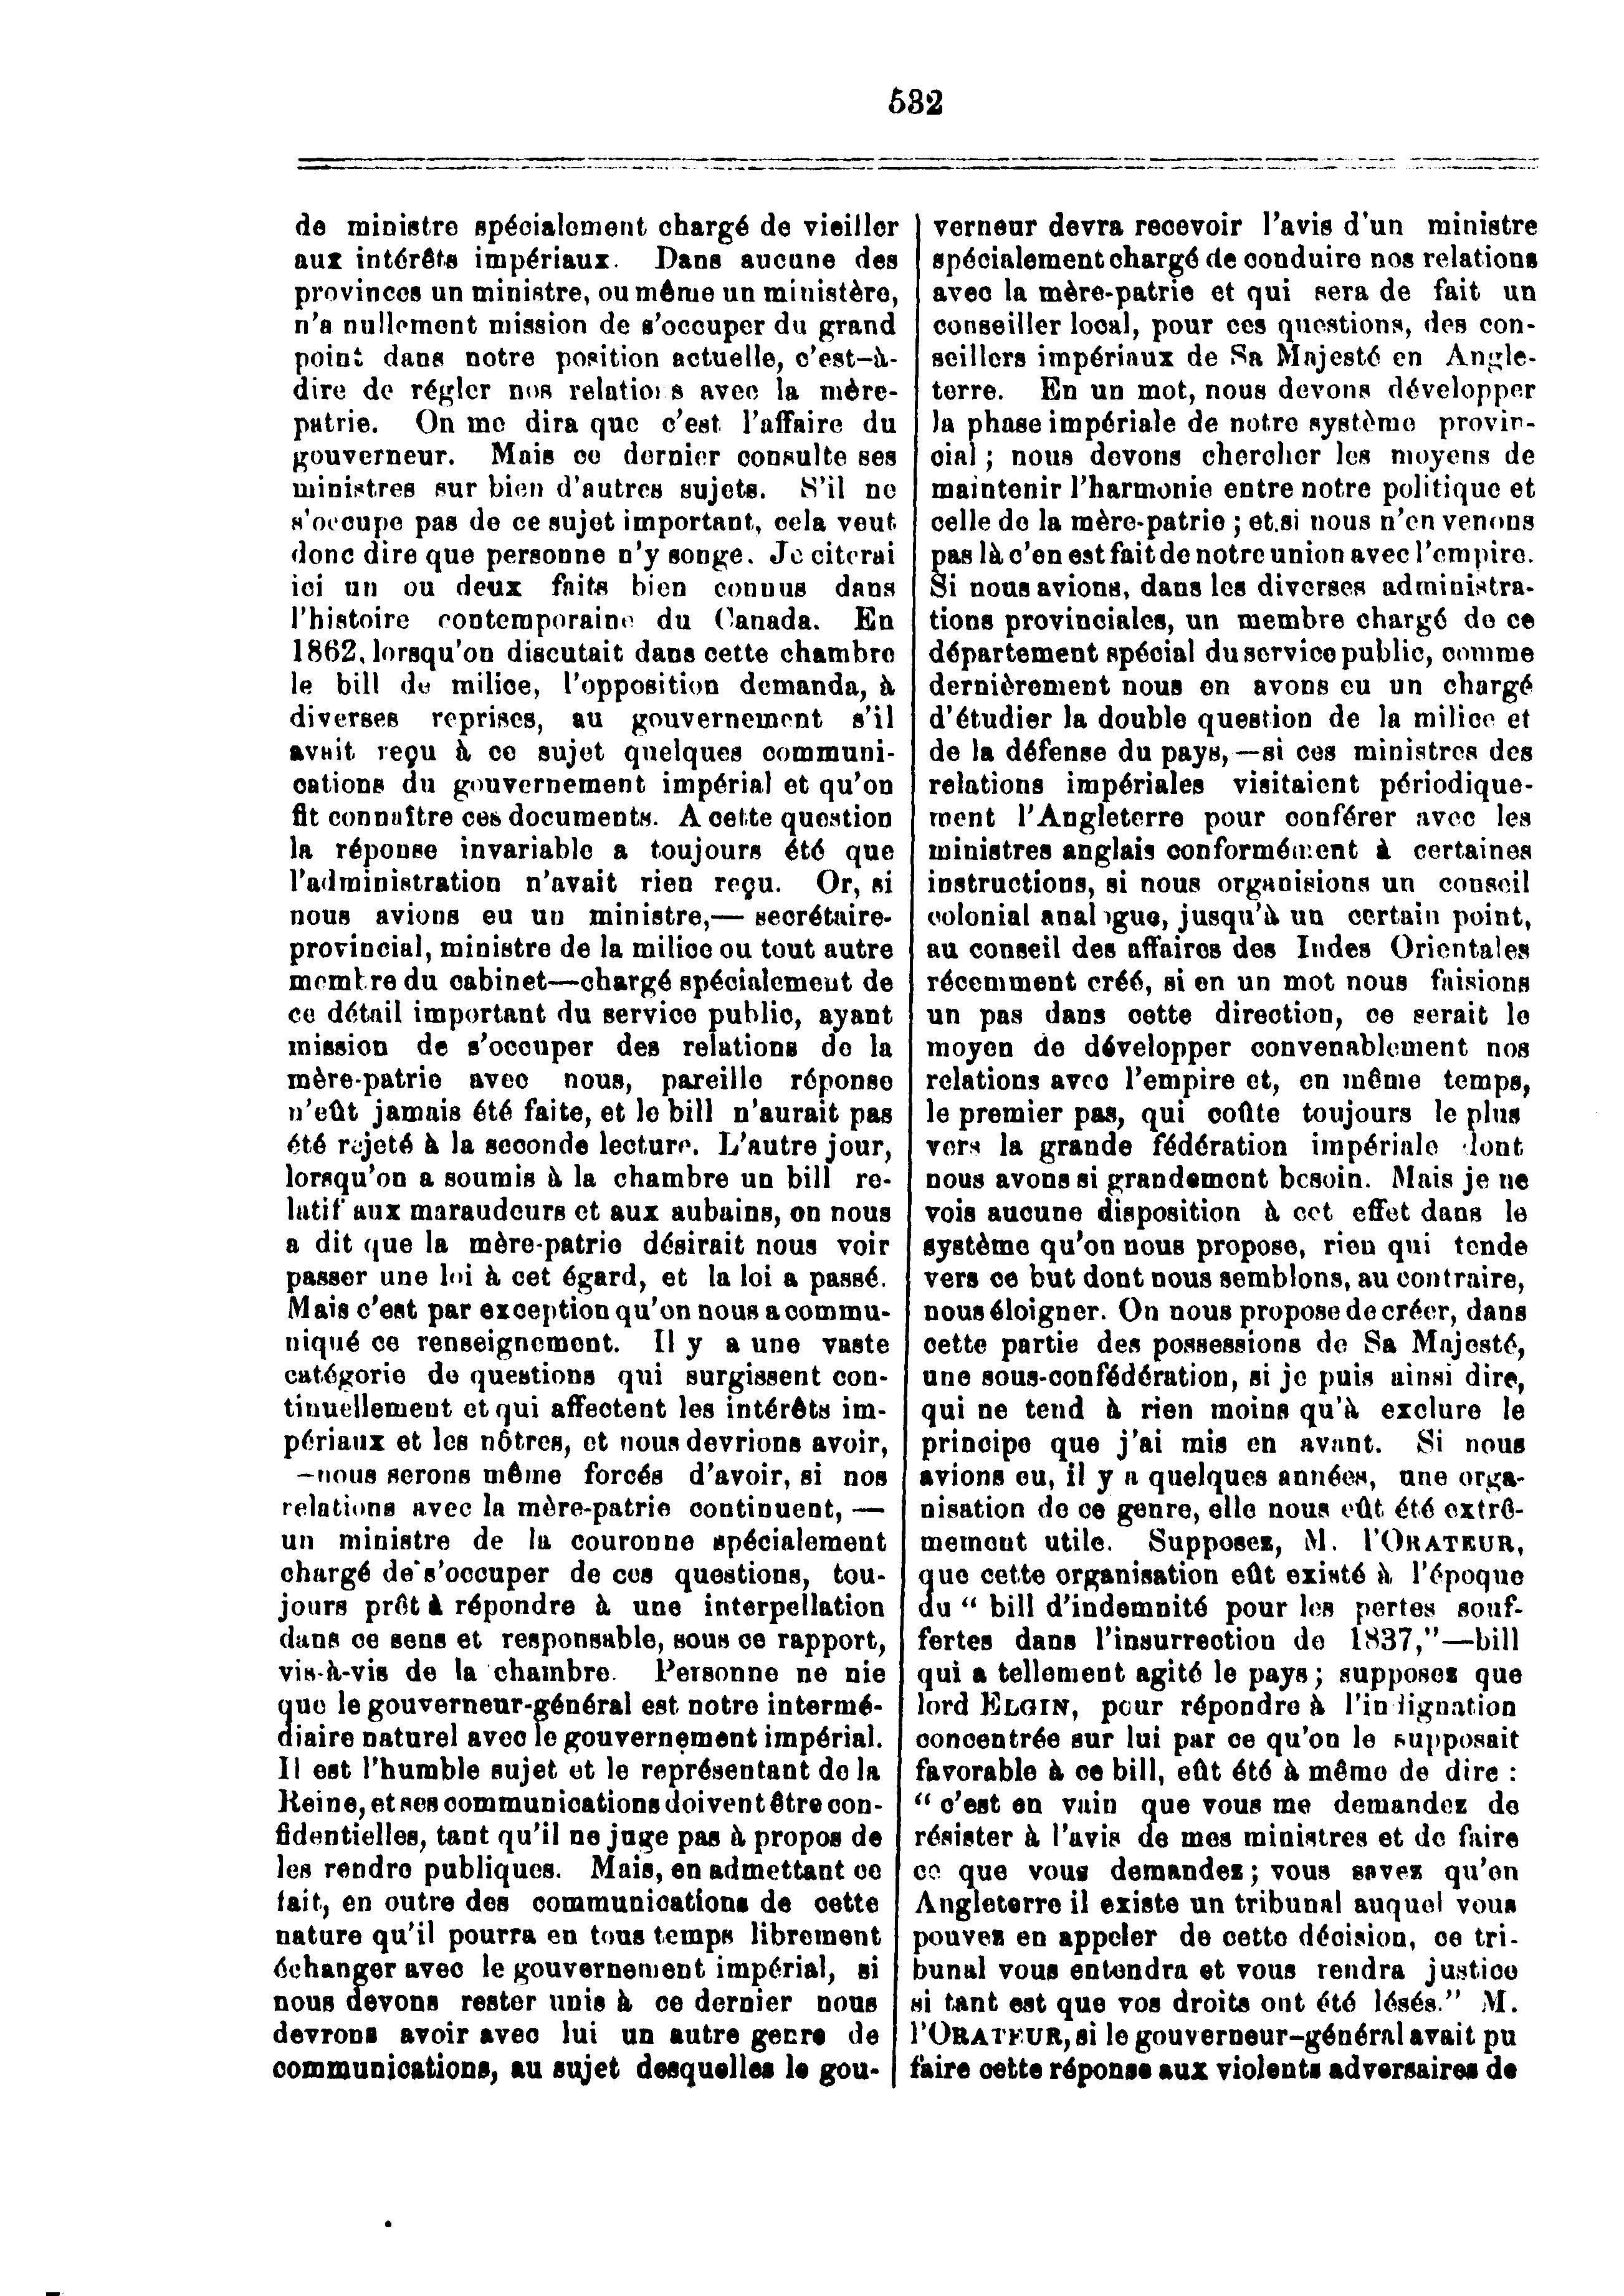 532
de ministre spécialement chargé de vieiller
aux intérêts impériaux. Dans aucune des
provinces un ministre, ou même un ministère,
n'a nullement mission de s'occuper du grand
point dans notre position actuelle, c'est-à-
dire de régler nos relations avec la mère-
patrie. On me dira que c'est l'affaire du
gouverneur. Mais ce dernier consulte ses
ministres sur bien d'autres sujets. S'il ne
s'occupe pas de ce sujet important, cela veut
donc dire que personne n'y songe. Je citerai
ici un ou deux faits bien connus dans
l'histoire contemporaine du Canada. En
1862, lorsqu'on discutait dans cette chambre
le bill de milice, l'opposition demanda, à
diverses reprises, au gouvernement s'il
avait reçu à ce sujet quelques communi-
cations du gouvernement impérial et qu'on
fit connaître ces documents. A cette question
la réponse invariable a toujours été que
l'administration n'avait rien reçu. Or, si
nous avions eu un ministre,— secrétaire-
provincial, ministre de la milice ou tout autre
membre du cabinet—chargé spécialement de
ce détail important du service public, ayant
mission de s'occuper des relations de la
mère-patrie avec nous, pareille réponse
n'eût jamais été faite, et le bill n'aurait pas
été rejeté à la seconde lecture. L'autre jour,
lorsqu'on a soumis à la chambre un bill re-
latif aux maraudeurs et aux aubains, on nous
a dit que la mère-patrie désirait nous voir
passer une loi à cet égard, et la loi a passé.
Mais c'est par exception qu'on nous a commu-
niqué ce renseignement. Il y a une vaste
catégorie de questions qui surgissent con-
tinuellement et qui affectent les intérêts im-
périaux et les nôtres, et nous devrions avoir,
—nous serons même forcés d'avoir, si nos
relations avec la mère-patrie continuent, —
un ministre de la couronne spécialement
chargé de s'occuper de ces questions, tou-
jours prêt à répondre à une interpellation
dans ce sens et responsable, sous ce rapport,
vis-à-vis de la chambre. Personne ne nie
que le gouverneur-général est notre intermé-
diaire naturel avec le gouvernement impérial.
Il est l'humble sujet et le représentant de la
Reine, et ses communications doivent être con-
fidentielles, tant qu'il ne juge pas à propos de
les rendre publiques. Mais, en admettant ce
fait, en outre des communications de cette
nature qu'il pourra en tous temps librement
échanger avec le gouvernement impérial, si
nous devons rester unis à ce dernier nous
devrons avoir avec lui un autre genre de
communications, au sujet desquelles le gou-
verneur devra recevoir l'avis d'un ministre
spécialement chargé de conduire nos relations
avec la mère-patrie et qui sera de fait un
conseiller local, pour ces questions, des con-
seillers impériaux de Sa Majesté en Angle-
terre. En un mot, nous devons développer
la phase impériale de notre système provin-
cial ; nous devons chercher les moyens de
maintenir l'harmonie entre notre politique et
celle de la mère-patrie ; et si nous n'en venons
pas là c'en est fait de notre union avec l'empire.
Si nous avions, dans les diverses administra-
tions provinciales, un membre chargé de ce
département spécial du service public, comme
dernièrement nous en avons eu un chargé
d'étudier la double question de la milice et
de la défense du pays,—si ces ministres des
relations impériales visitaient périodique-
ment l'Angleterre pour conférer avec les
ministres anglais conformément à certaines
instructions, si nous organisions un conseil
colonial analogue, jusqu'à un certain point,
au conseil des affaires des Indes Orientales
récemment créé, si en un mot nous faisions
un pas dans cette direction, ce serait le
moyen de développer convenablement nos
relations avec l'empire et, en même temps,
le premier pas, qui coûte toujours le plus
vers la grande fédération impériale dont
nous avons si grandement besoin. Mais je ne
vois aucune disposition à cet effet dans le
système qu'on nous propose, rien qui tende
vers ce but dont nous semblons, au contraire,
nous éloigner. On nous propose de créer, dans
cette partie des possessions de Sa Majesté,
une sous-confédération, si je puis ainsi dire,
qui ne tend à rien moins qu'à exclure le
principe que j'ai mis en avant. Si nous
avions eu, il y a quelques années, une orga-
nisation de ce genre, elle nous eût été extrê-
mement utile. Supposez, M. l'ORATEUR,
que cette organisation eût existé à l'époque
du “ bill d'indemnité pour les pertes souf-
fertes dans l'insurrection de 1837,”—bill
qui a tellement agité le pays ; supposez que
lord ELGIN, pour répondre à l'indignation
concentrée sur lui par ce qu'on le supposait
favorable à ce bill, eût été à même de dire :
“ c'est en vain que vous me demandez de
résister à l'avis de mes ministres et de faire
ce que vous demandez ; vous savez qu'en
Angleterre il existe un tribunal auquel vous
pouvez en appeler de cette décision, ce tri-
bunal vous entendra et vous rendra justice
si tant est que vos droits ont été lésés.” M.
l'ORATEUR, si le gouverneur-général avait pu
faire cette réponse aux violents adversaires de